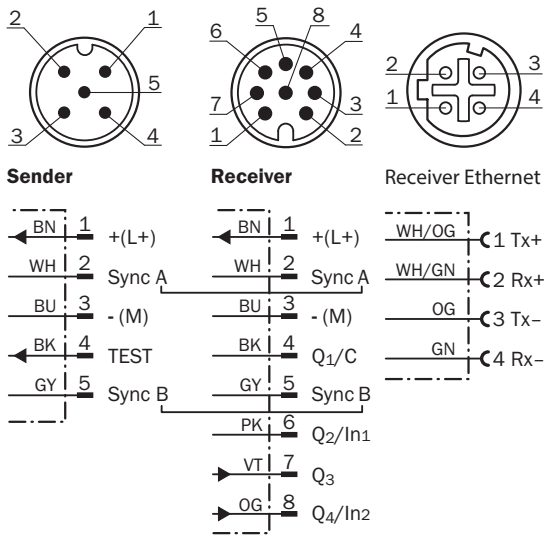 2 1
5
3 4
5 8
6 4
7 3
1 2
2 3
1 4
Sender
BN 1 +(L+)
WH 2 Sync A
BU 3 - (M)
BK 4 TEST
GY 5 Sync B
Receiver
BN 1 +(L+)
WH 2 Sync A
BU 3 - (M)
BK 4 Q1/C
GY 5 Sync B
PK 6 Q2/In1
VT 7 Q3
OG 8 Q4/In2
Receiver Ethernet
WH/OG 1 Tx+
WH/GN 2 Rx+
OG 3 Tx–
GN 4 Rx–